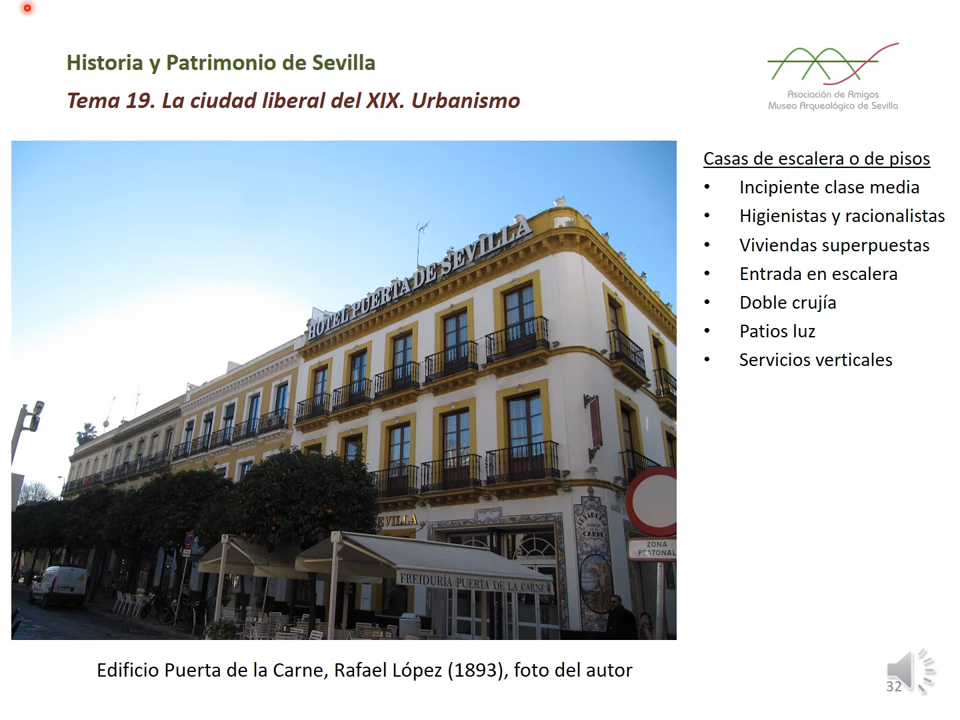 Historia y Patrimonio de Sevilla
Tema 19. La ciudad liberal del XIX. Urbanismo
Asociación de Amigos
Museo Arqueológico de Sevilla
Casas de escalera o de pisos
• Incipiente clase media
• Higienistas y racionalistas
• Viviendas superpuestas
• Entrada en escalera
• Doble crujía
• Patios luz
• Servicios verticales
HOTEL PUERTA DE SEVILLA
SEVILLA
FREIDURÍA PUERTA DE LA CARNE
ZONA
PEATONAL
Edificio Puerta de la Carne, Rafael López (1893), foto del autor
32